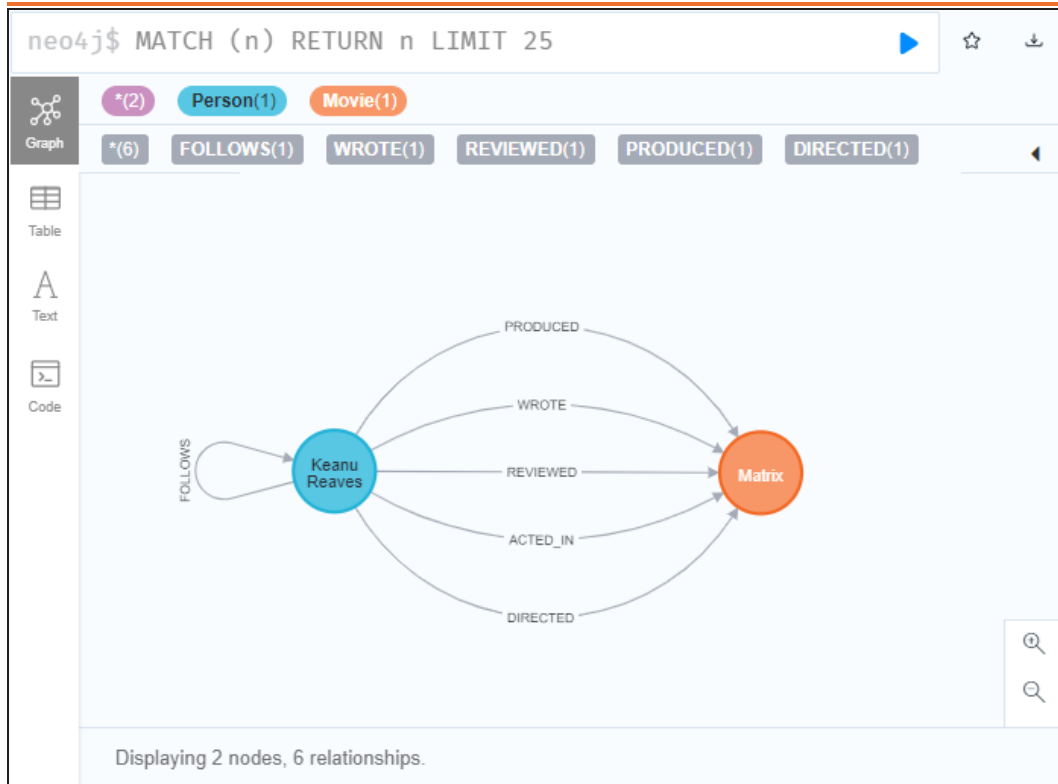 neo4j$ MATCH (n) RETURN n LIMIT 25
*(2) Person(1) Movie(1)
Graph
*(6) FOLLOWS(1) WROTE(1) REVIEWED(1) PRODUCED(1) DIRECTED(1)
Table
Text
Code
PRODUCED
WROTE
FOLLOWS
Keanu
Reaves
REVIEWED
Matrix
ACTED_IN
DIRECTED
Displaying 2 nodes, 6 relationships.